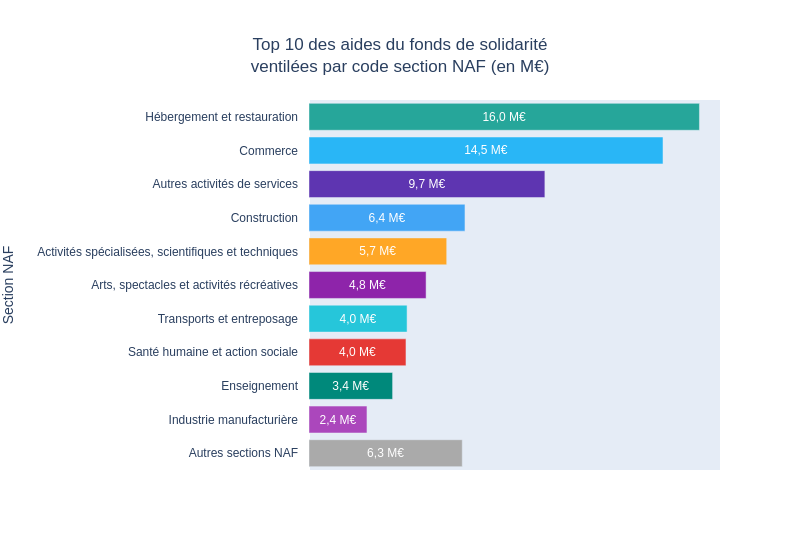 Top 10 des aides du fonds de solidarité
ventilées par code section NAF (en M€)
Section NAF
Hébergement et restauration 16,0 M€
Commerce 14,5 M€
Autres activités de services 9,7 M€
Construction 6,4 M€
Activités spécialisées, scientifiques et techniques 5,7 M€
Arts, spectacles et activités récréatives 4,8 M€
Transports et entreposage 4,0 M€
Santé humaine et action sociale 4,0 M€
Enseignement 3,4 M€
Industrie manufacturière 2,4 M€
Autres sections NAF 6,3 M€